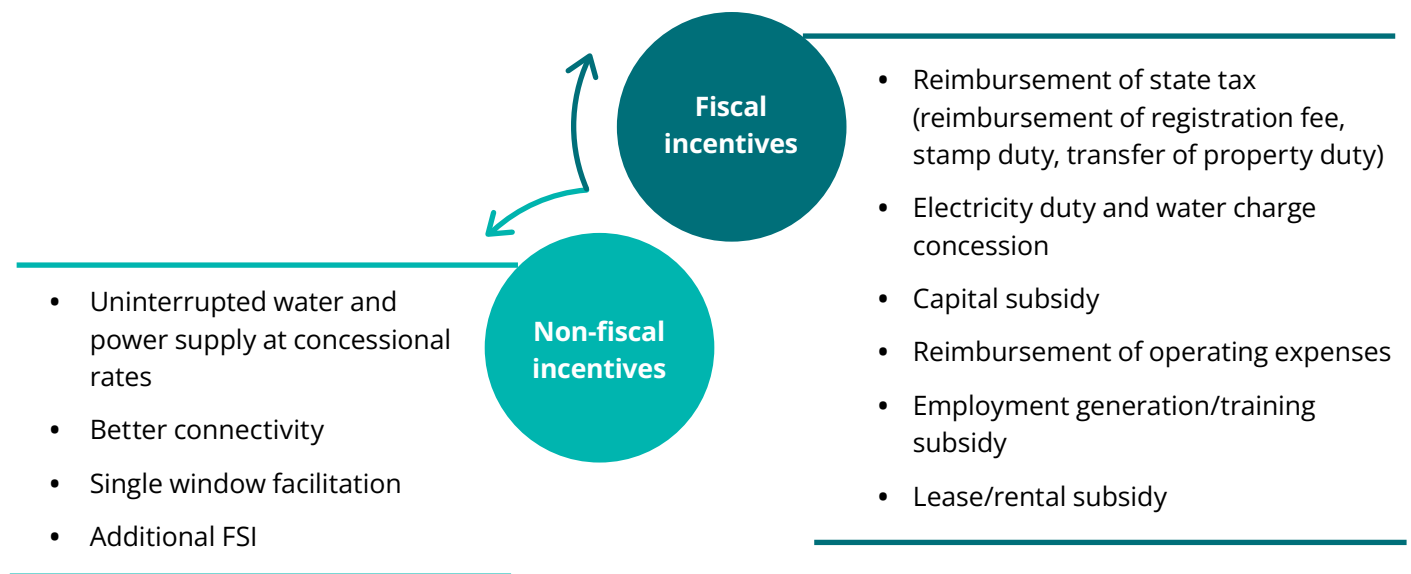 Fiscal
incentives
• Reimbursement of state tax
(reimbursement of registration fee,
stamp duty, transfer of property duty)
• Electricity duty and water charge
concession
• Capital subsidy
• Reimbursement of operating expenses
• Employment generation/training
subsidy
• Lease/rental subsidy
Non-fiscal
incentives
• Uninterrupted water and
power supply at concessional
rates
• Better connectivity
• Single window facilitation
• Additional FSI